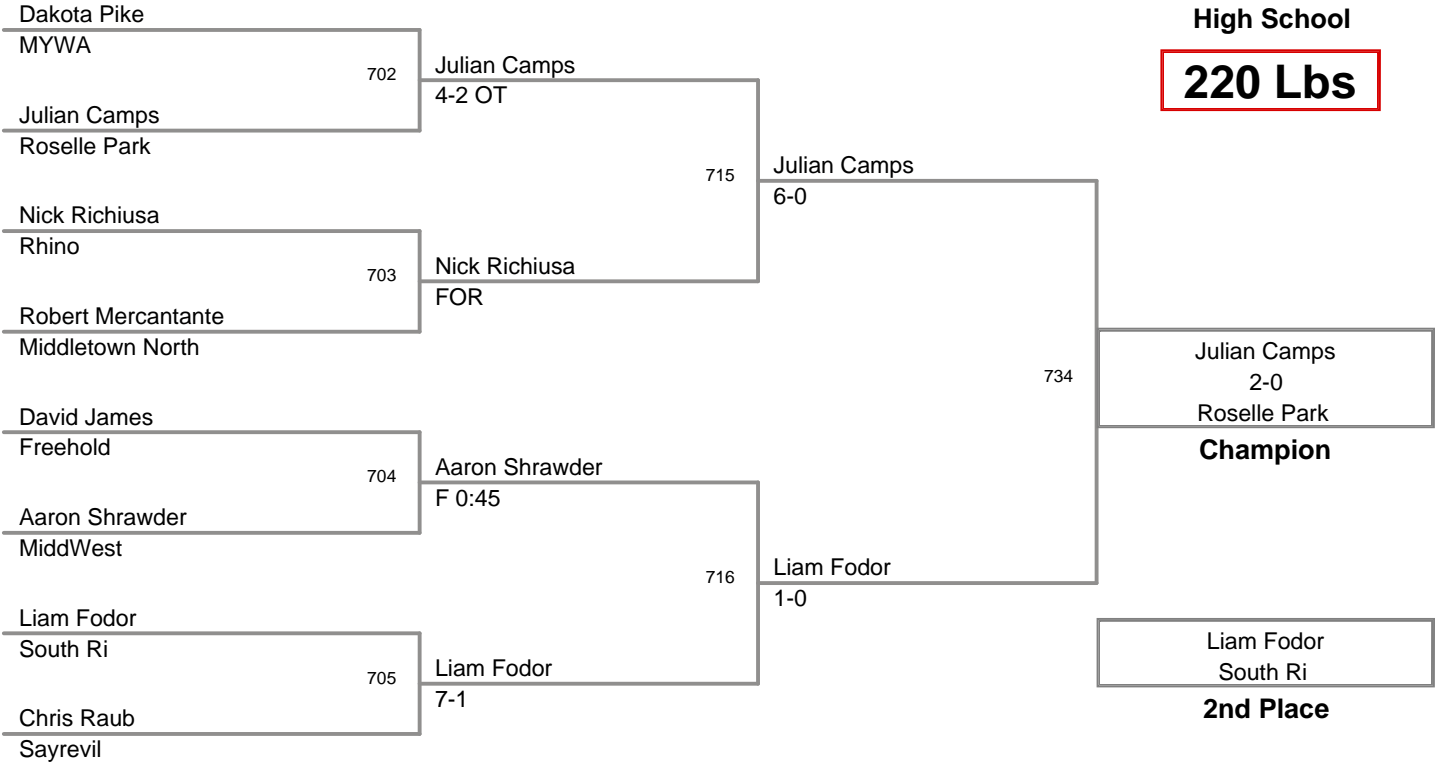 Dakota Pike
MYWA
702
Julian Camps
Roselle Park
Julian Camps
4-2 OT
Nick Richiusa
Rhino
703
Robert Mercantante
Middletown North
Nick Richiusa
FOR
715
Julian Camps
6-0
David James
Freehold
704
Aaron Shrawder
MiddWest
Aaron Shrawder
F 0:45
Liam Fodor
South Ri
705
Chris Raub
Sayrevil
Liam Fodor
7-1
716
Liam Fodor
1-0
734
High School
220 Lbs
Julian Camps
2-0
Roselle Park
Champion
Liam Fodor
South Ri
2nd Place